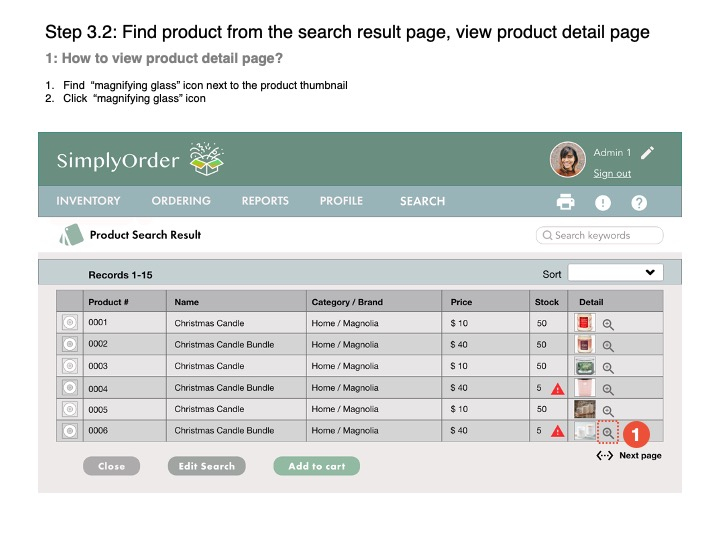 Step 3.2: Find product from the search result page, view product detail page
1: How to view product detail page?
1. Find “magnifying glass” icon next to the product thumbnail
2. Click “magnifying glass” icon
SimplyOrder
Admin 1
Sign out
INVENTORY ORDERING REPORTS PROFILE SEARCH
Product Search Result
Search keywords
Records 1-15
Sort
Product # Name Category / Brand Price Stock Detail
0001 Christmas Candle Home / Magnolia $ 10 50
0002 Christmas Candle Bundle Home / Magnolia $ 40 50
0003 Christmas Candle Home / Magnolia $ 10 50
0004 Christmas Candle Bundle Home / Magnolia $ 40 5
0005 Christmas Candle Home / Magnolia $ 10 50
0006 Christmas Candle Bundle Home / Magnolia $ 40 5
1
Next page
Close Edit Search Add to cart